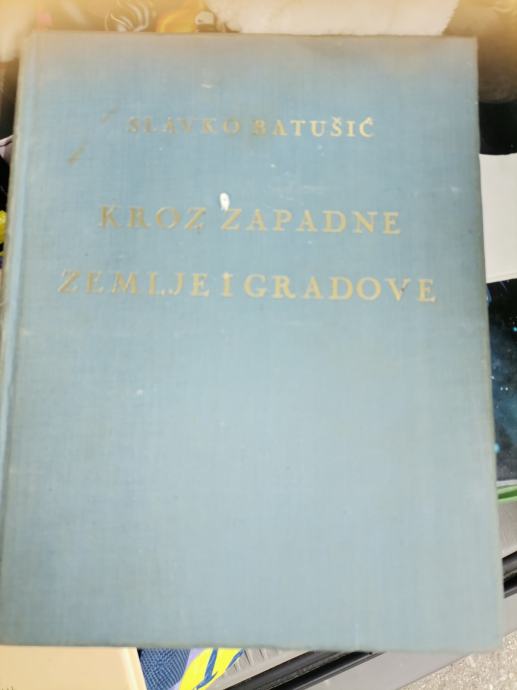 SLAVKO BATUŠIĆ
KROZ ZAPADNE
ZEMLJE I GRADOVE